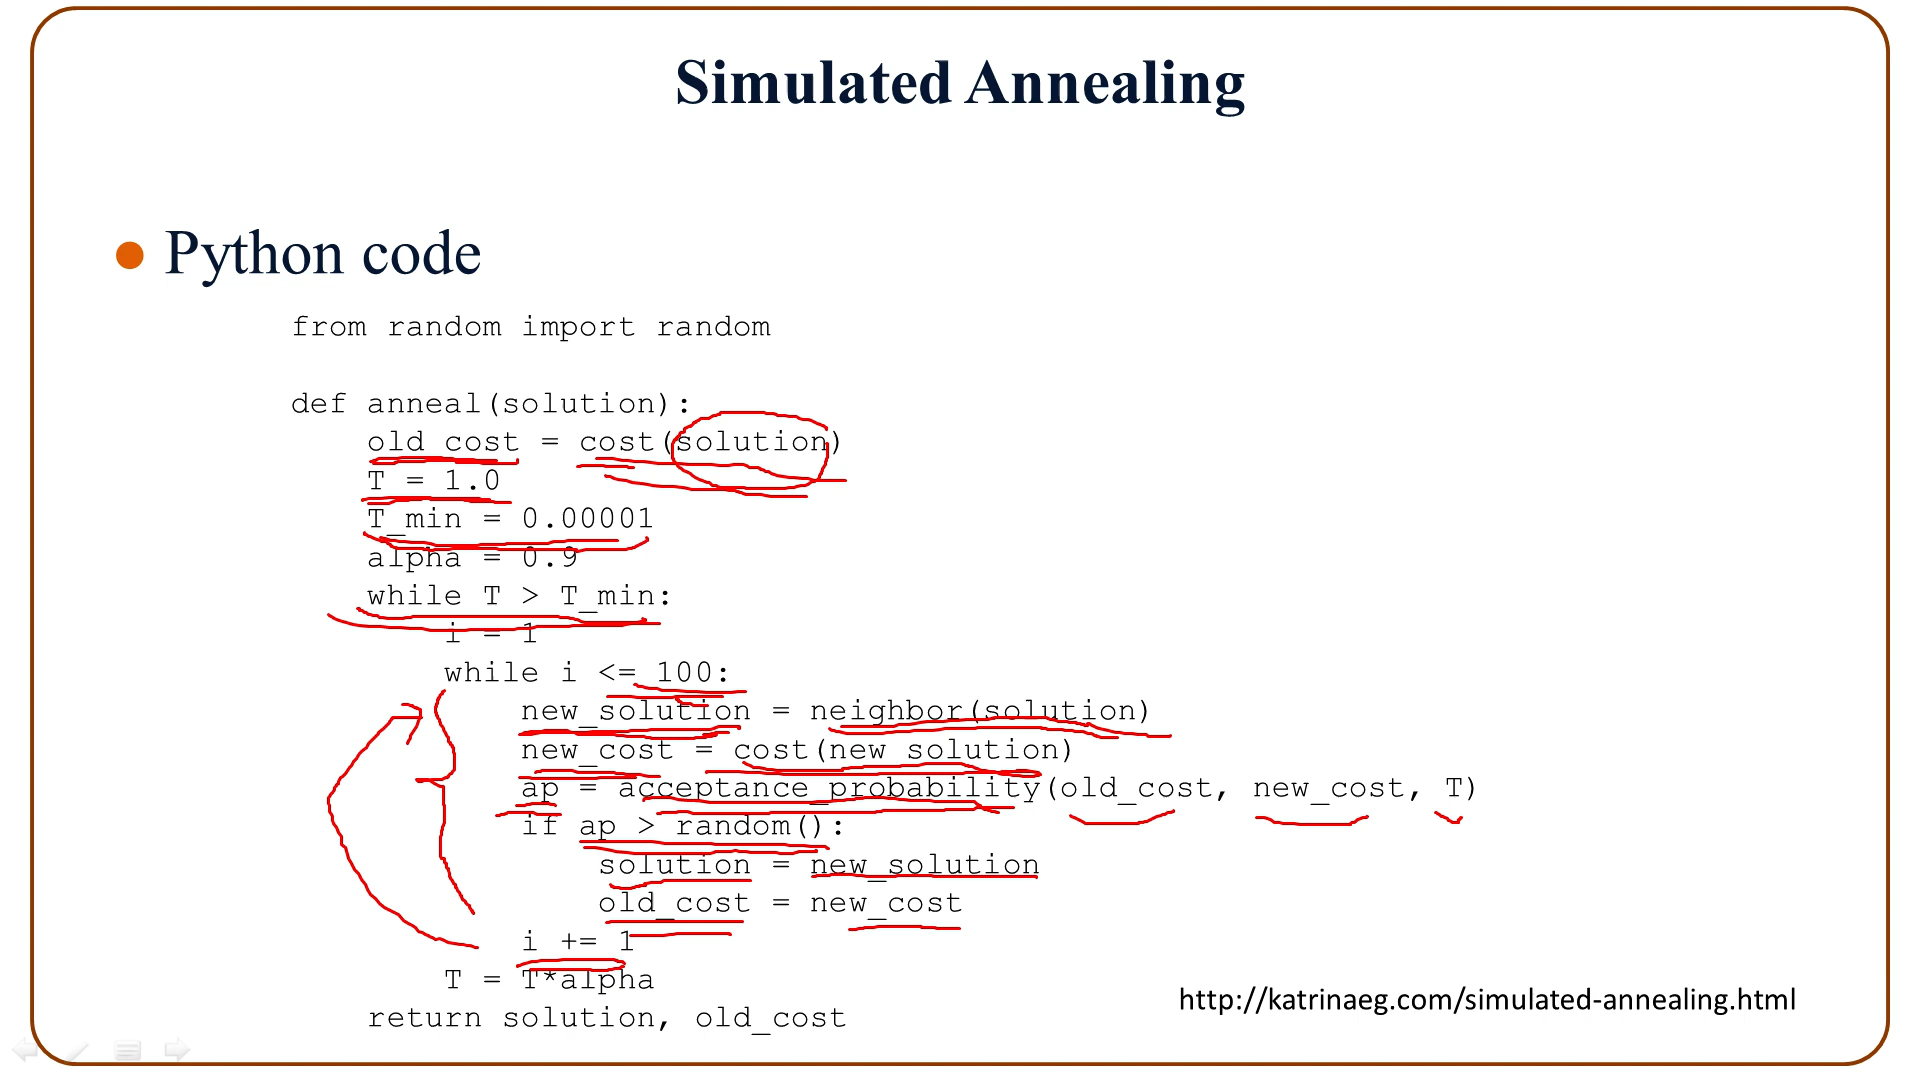 Simulated Annealing
Python code
from random import random
def anneal(solution):
old_cost = cost(solution)
T = 1.0
T_min = 0.00001
alpha = 0.9
while T > T_min:
i = 1
while i <= 100:
new_solution = neighbor(solution)
new_cost = cost(new_solution)
ap = acceptance_probability(old_cost, new_cost, T)
if ap > random():
solution = new_solution
old_cost = new_cost
i += 1
T = T*alpha
return solution, old_cost
http://katrinaeg.com/simulated-annealing.html